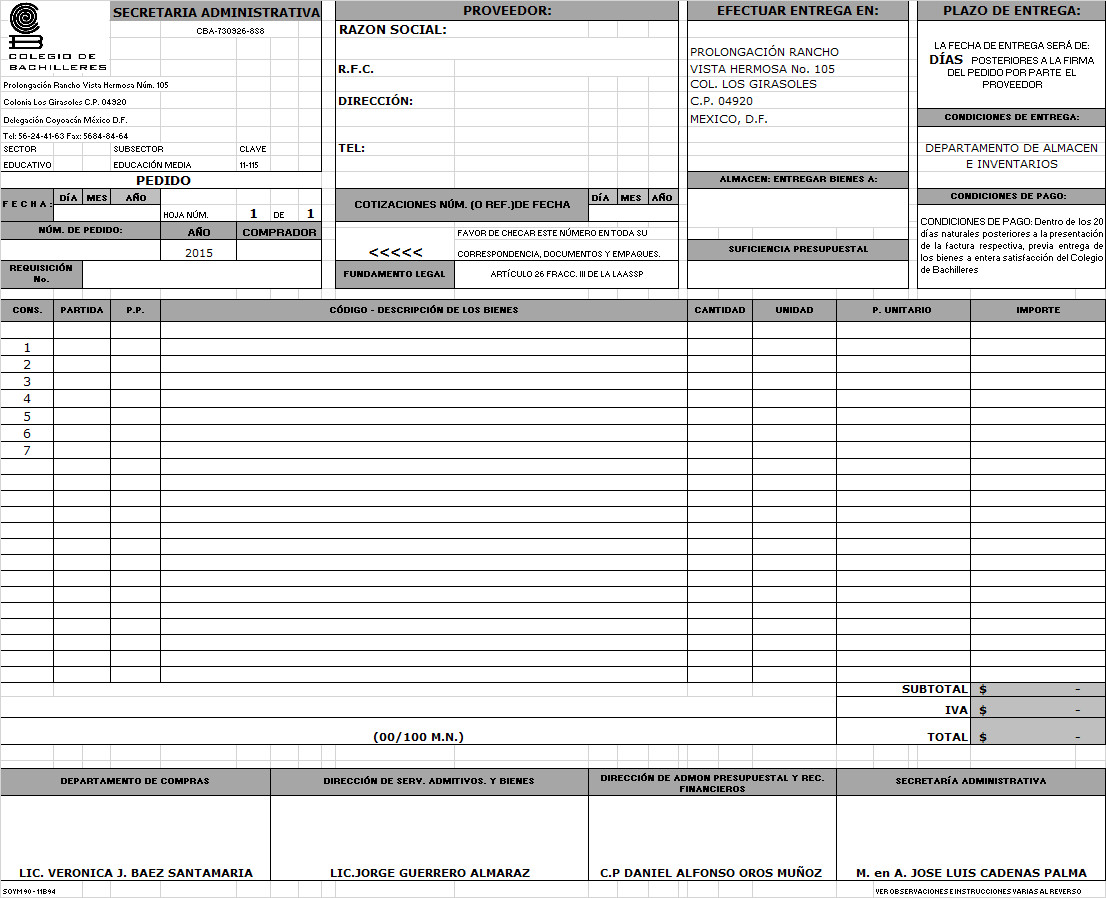 COLEGIO DE
BACHILLERES
SECRETARIA ADMINISTRATIVA
CBA-730926-8S8
Prolongación Rancho Vista Hermosa Núm. 105
Colonia Los Girasoles C.P. 04920
Delegación Coyoacán México D.F.
Tel: 56-24-41-63 Fax: 5684-84-64
SECTOR SUBSECTOR CLAVE
EDUCATIVO EDUCACIÓN MEDIA 11-115
PEDIDO
FECHA: DÍA MES AÑO
HOJA NÚM. 1 DE 1
NÚM. DE PEDIDO: AÑO COMPRADOR
2015
REQUISICIÓN
No.
PROVEEDOR:
RAZON SOCIAL:
R.F.C.
DIRECCIÓN:
TEL:
COTIZACIONES NÚM. (O REF.)DE FECHA DÍA MES AÑO
<<<<<
FAVOR DE CHECAR ESTE NÚMERO EN TODA SU
CORRESPONDENCIA, DOCUMENTOS Y EMPAQUES.
FUNDAMENTO LEGAL ARTÍCULO 26 FRACC. III DE LA LAASSP
EFECTUAR ENTREGA EN:
PROLONGACIÓN RANCHO
VISTA HERMOSA No. 105
COL. LOS GIRASOLES
C.P. 04920
MEXICO, D.F.
ALMACEN: ENTREGAR BIENES A:
SUFICIENCIA PRESUPUESTAL
PLAZO DE ENTREGA:
LA FECHA DE ENTREGA SERÁ DE:
DÍAS POSTERIORES A LA FIRMA
DEL PEDIDO POR PARTE EL
PROVEEDOR
CONDICIONES DE ENTREGA:
DEPARTAMENTO DE ALMACEN
E INVENTARIOS
CONDICIONES DE PAGO:
CONDICIONES DE PAGO: Dentro de los 20
días naturales posteriores a la presentación
de la factura respectiva, previa entrega de
los bienes a entera satisfacción del Colegio
de Bachilleres
CONS. PARTIDA P.P. CÓDIGO - DESCRIPCIÓN DE LOS BIENES CANTIDAD UNIDAD P. UNITARIO IMPORTE
1
2
3
4
5
6
7
SUBTOTAL $ -
IVA $ -
(00/100 M.N.) TOTAL $ -
DEPARTAMENTO DE COMPRAS
LIC. VERONICA J. BAEZ SANTAMARIA
DIRECCIÓN DE SERV. ADMITIVOS. Y BIENES
LIC.JORGE GUERRERO ALMARAZ
DIRECCIÓN DE ADMON PRESUPUESTAL Y REC.
FINANCIEROS
C.P DANIEL ALFONSO OROS MUÑOZ
SECRETARÍA ADMINISTRATIVA
M. en A. JOSE LUIS CADENAS PALMA
SOYM 90 - 11B 94
VER OBSERVACIONES E INSTRUCCIONES VARIAS AL REVERSO